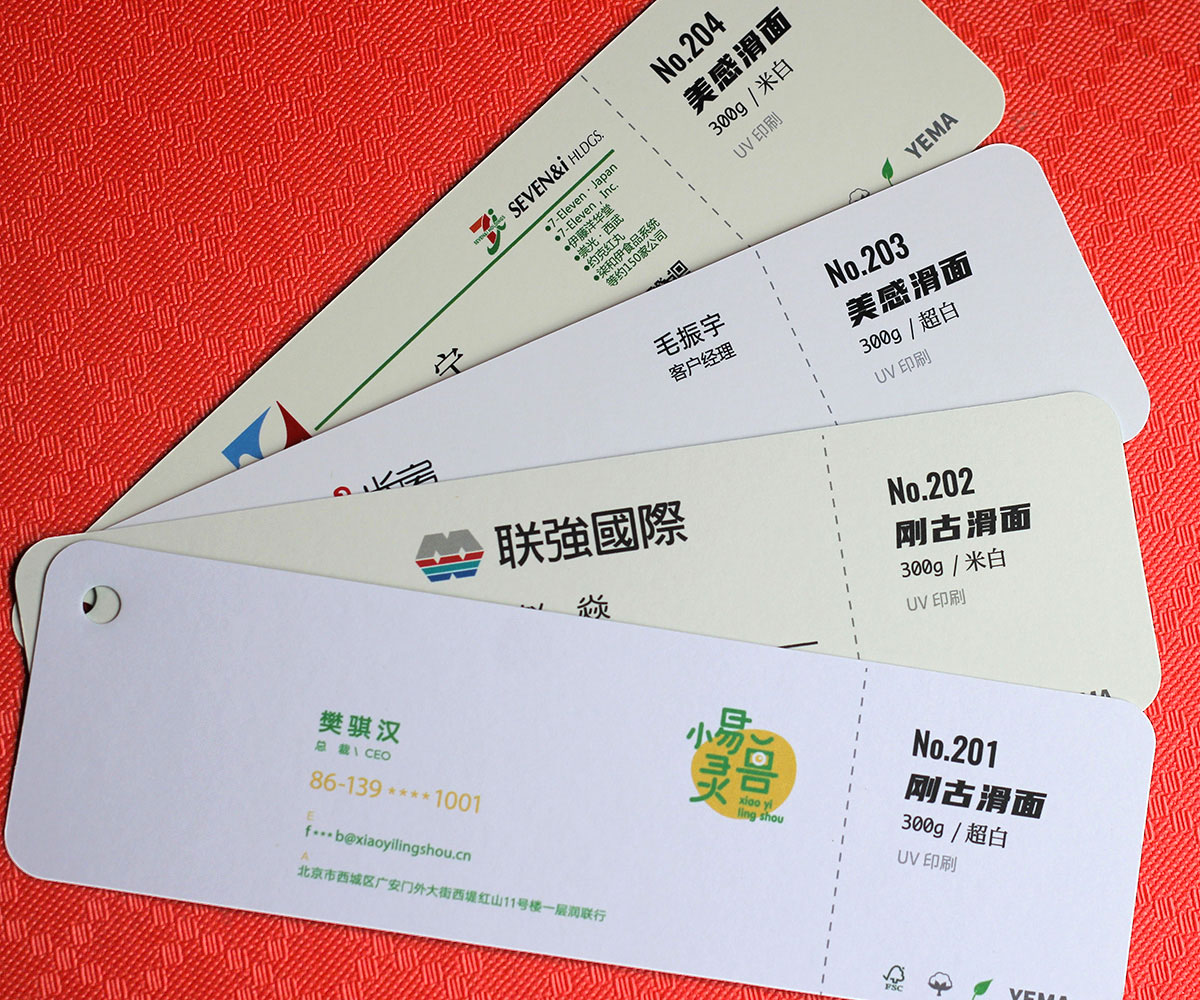 No.204
美感滑面
300g / 米白
UV 印刷
YEMA
SEVEN&i HLDGS.
●7-Eleven · Japan
●7-Eleven , Inc.
●伊藤洋华堂
●崇光 · 西武
●约克红丸
●柒和伊食品系统
等约150家公司
宁
No.203
美感滑面
300g / 超白
UV 印刷
毛振宇
客户经理
No.202
刚古滑面
300g / 米白
UV 印刷
联強國際
焱
No.201
刚古滑面
300g / 超白
UV 印刷
FSC
YEMA
樊骐汉
总 裁 \ CEO
86-139 ****1001
E
f***b@xiaoyilingshou.cn
A
北京市西城区广安门外大街西堤红山11号楼一层润联行
小易灵兽
xiao yi
ling shou